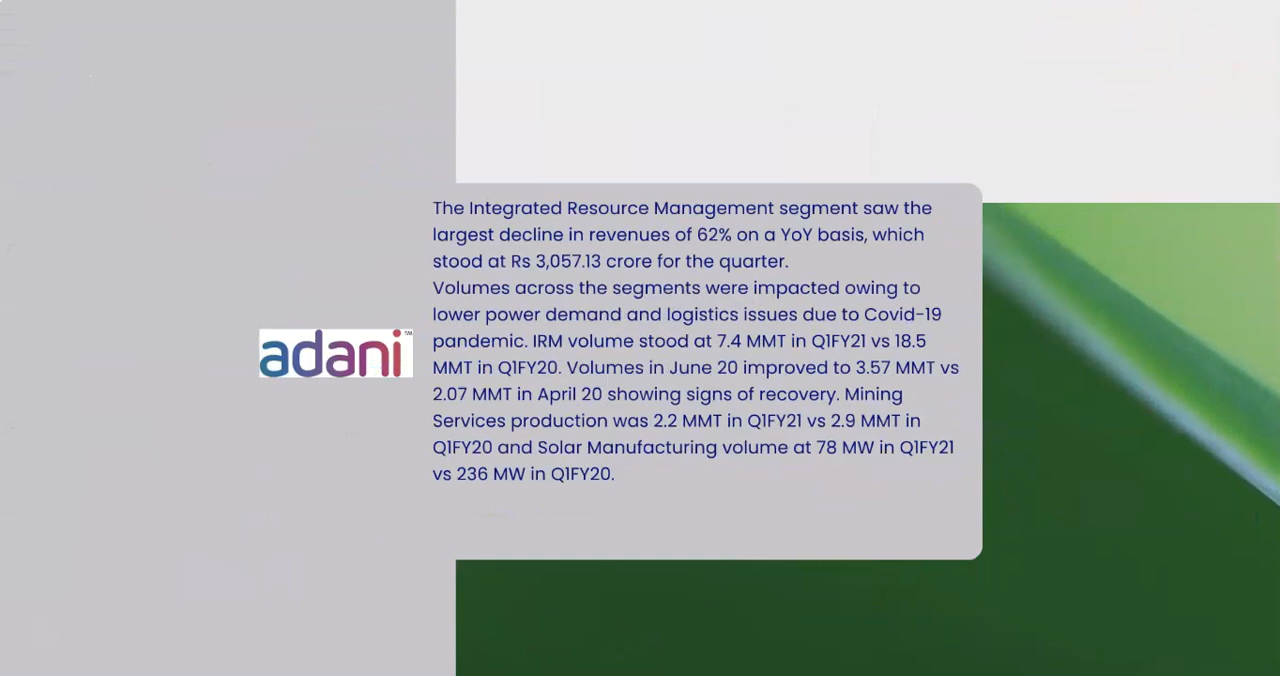 The Integrated Resource Management segment saw the
largest decline in revenues of 62% on a YoY basis, which
stood at Rs 3,057.13 crore for the quarter.
Volumes across the segments were impacted owing to
lower power demand and logistics issues due to Covid-19
pandemic. IRM volume stood at 7.4 MMT in Q1FY21 vs 18.5
MMT in Q1FY20. Volumes in June 20 improved to 3.57 MMT vs
2.07 MMT in April 20 showing signs of recovery. Mining
Services production was 2.2 MMT in Q1FY21 vs 2.9 MMT in
Q1FY20 and Solar Manufacturing volume at 78 MW in Q1FY21
vs 236 MW in Q1FY20.
adani™